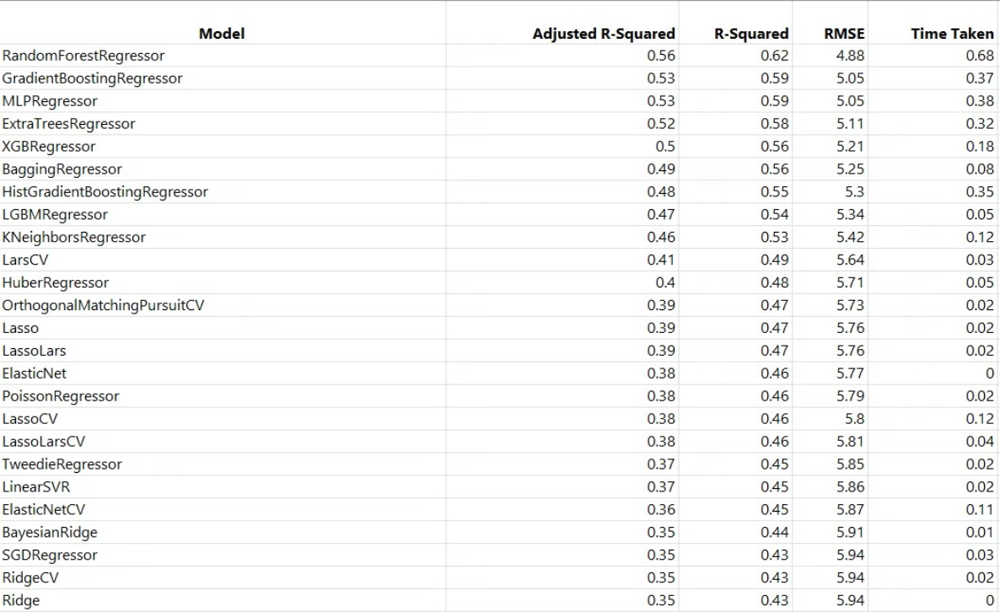 Model Adjusted R-Squared R-Squared RMSE Time Taken
RandomForestRegressor 0.56 0.62 4.88 0.68
GradientBoostingRegressor 0.53 0.59 5.05 0.37
MLPRegressor 0.53 0.59 5.05 0.38
ExtraTreesRegressor 0.52 0.58 5.11 0.32
XGBRegressor 0.5 0.56 5.21 0.18
BaggingRegressor 0.49 0.56 5.25 0.08
HistGradientBoostingRegressor 0.48 0.55 5.3 0.35
LGBMRegressor 0.47 0.54 5.34 0.05
KNeighborsRegressor 0.46 0.53 5.42 0.12
LarsCV 0.41 0.49 5.64 0.03
HuberRegressor 0.4 0.48 5.71 0.05
OrthogonalMatchingPursuitCV 0.39 0.47 5.73 0.02
Lasso 0.39 0.47 5.76 0.02
LassoLars 0.39 0.47 5.76 0.02
ElasticNet 0.38 0.46 5.77 0
PoissonRegressor 0.38 0.46 5.79 0.02
LassoCV 0.38 0.46 5.8 0.12
LassoLarsCV 0.38 0.46 5.81 0.04
TweedieRegressor 0.37 0.45 5.85 0.02
LinearSVR 0.37 0.45 5.86 0.02
ElasticNetCV 0.36 0.45 5.87 0.11
BayesianRidge 0.35 0.44 5.91 0.01
SGDRegressor 0.35 0.43 5.94 0.03
RidgeCV 0.35 0.43 5.94 0.02
Ridge 0.35 0.43 5.94 0